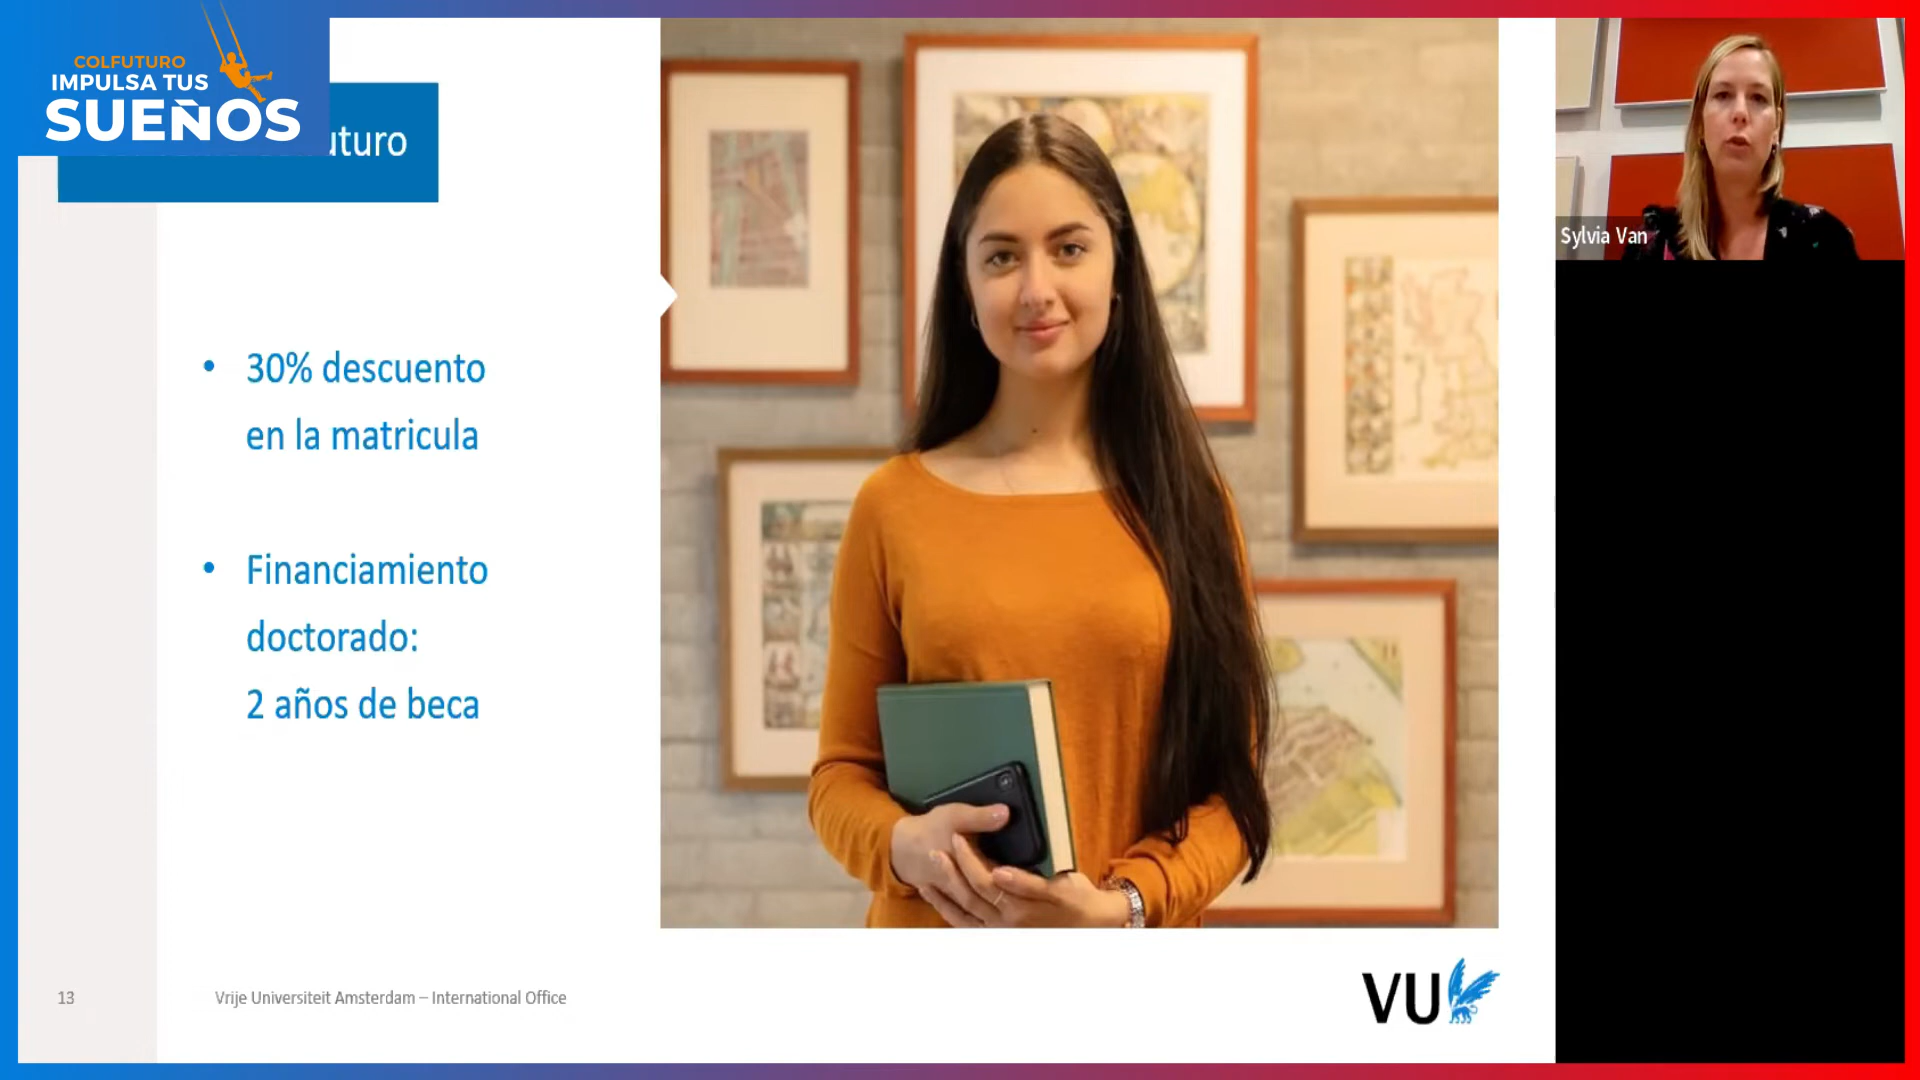 COLFUTURO
IMPULSA TUS
SUEÑOS
uturo
• 30% descuento
en la matricula
• Financiamiento
doctorado:
2 años de beca
Sylvia Van
13
Vrije Universiteit Amsterdam – International Office
VU